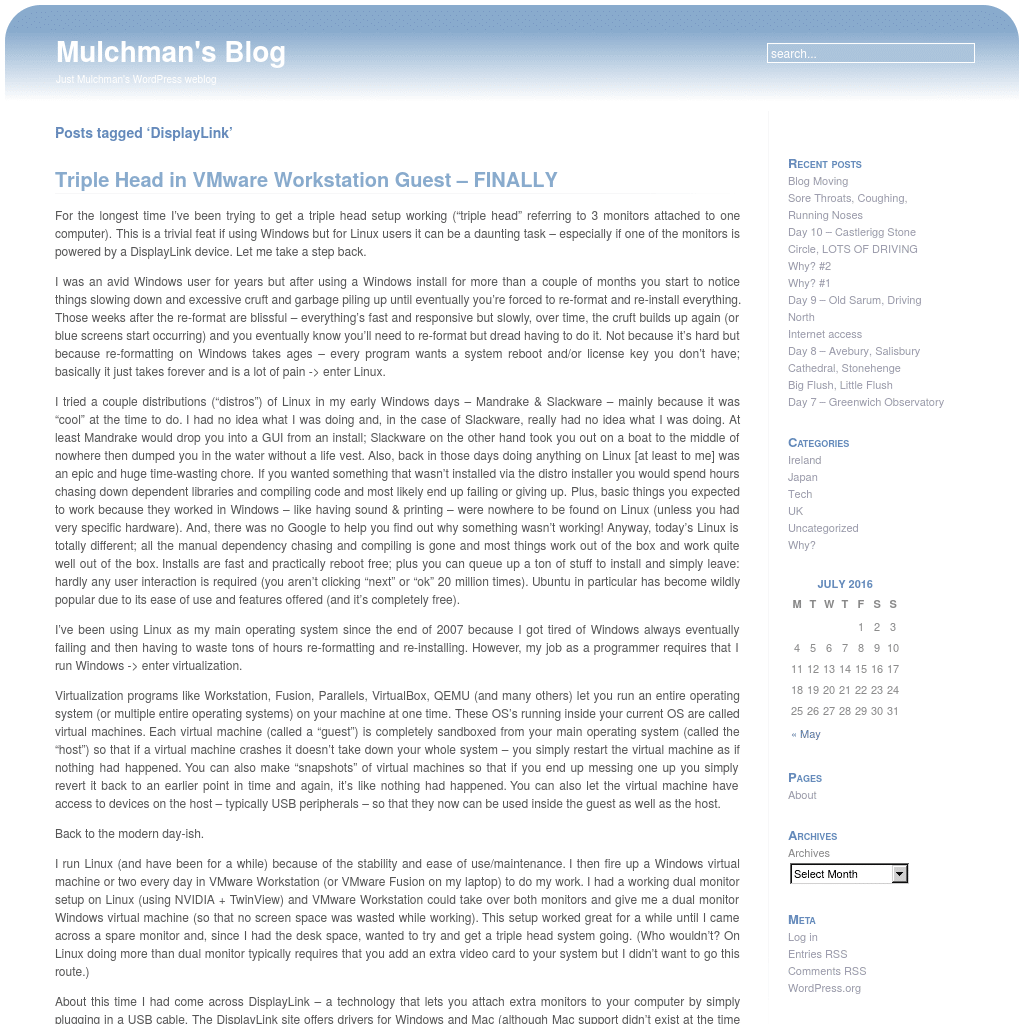 Mulchman's Blog
Just Mulchman's WordPress weblog
search...
Posts tagged ‘DisplayLink’
Triple Head in VMware Workstation Guest – FINALLY
For the longest time I’ve been trying to get a triple head setup working (“triple head” referring to 3 monitors attached to one
computer). This is a trivial feat if using Windows but for Linux users it can be a daunting task – especially if one of the monitors is
powered by a DisplayLink device. Let me take a step back.
I was an avid Windows user for years but after using a Windows install for more than a couple of months you start to notice
things slowing down and excessive cruft and garbage piling up until eventually you’re forced to re-format and re-install everything.
Those weeks after the re-format are blissful – everything’s fast and responsive but slowly, over time, the cruft builds up again (or
blue screens start occurring) and you eventually know you’ll need to re-format but dread having to do it. Not because it’s hard but
because re-formatting on Windows takes ages – every program wants a system reboot and/or license key you don’t have;
basically it just takes forever and is a lot of pain -> enter Linux.
I tried a couple distributions (“distros”) of Linux in my early Windows days – Mandrake & Slackware – mainly because it was
“cool” at the time to do. I had no idea what I was doing and, in the case of Slackware, really had no idea what I was doing. At
least Mandrake would drop you into a GUI from an install; Slackware on the other hand took you out on a boat to the middle of
nowhere then dumped you in the water without a life vest. Also, back in those days doing anything on Linux [at least to me] was
an epic and huge time-wasting chore. If you wanted something that wasn’t installed via the distro installer you would spend hours
chasing down dependent libraries and compiling code and most likely end up failing or giving up. Plus, basic things you expected
to work because they worked in Windows – like having sound & printing – were nowhere to be found on Linux (unless you had
very specific hardware). And, there was no Google to help you find out why something wasn’t working! Anyway, today’s Linux is
totally different; all the manual dependency chasing and compiling is gone and most things work out of the box and work quite
well out of the box. Installs are fast and practically reboot free; plus you can queue up a ton of stuff to install and simply leave:
hardly any user interaction is required (you aren’t clicking “next” or “ok” 20 million times). Ubuntu in particular has become wildly
popular due to its ease of use and features offered (and it’s completely free).
I’ve been using Linux as my main operating system since the end of 2007 because I got tired of Windows always eventually
failing and then having to waste tons of hours re-formatting and re-installing. However, my job as a programmer requires that I
run Windows -> enter virtualization.
Virtualization programs like Workstation, Fusion, Parallels, VirtualBox, QEMU (and many others) let you run an entire operating
system (or multiple entire operating systems) on your machine at one time. These OS’s running inside your current OS are called
virtual machines. Each virtual machine (called a “guest”) is completely sandboxed from your main operating system (called the
“host”) so that if a virtual machine crashes it doesn’t take down your whole system – you simply restart the virtual machine as if
nothing had happened. You can also make “snapshots” of virtual machines so that if you end up messing one up you simply
revert it back to an earlier point in time and again, it’s like nothing had happened. You can also let the virtual machine have
access to devices on the host – typically USB peripherals – so that they now can be used inside the guest as well as the host.
Back to the modern day-ish.
I run Linux (and have been for a while) because of the stability and ease of use/maintenance. I then fire up a Windows virtual
machine or two every day in VMware Workstation (or VMware Fusion on my laptop) to do my work. I had a working dual monitor
setup on Linux (using NVIDIA + TwinView) and VMware Workstation could take over both monitors and give me a dual monitor
Windows virtual machine (so that no screen space was wasted while working). This setup worked great for a while until I came
across a spare monitor and, since I had the desk space, wanted to try and get a triple head system going. (Who wouldn’t? On
Linux doing more than dual monitor typically requires that you add an extra video card to your system but I didn’t want to go this
route.)
About this time I had come across DisplayLink – a technology that lets you attach extra monitors to your computer by simply
plugging in a USB cable. The DisplayLink site offers drivers for Windows and Mac (although Mac support didn’t exist at the time
Recent posts
Blog Moving
Sore Throats, Coughing,
Running Noses
Day 10 – Castlerigg Stone
Circle, LOTS OF DRIVING
Why? #2
Why? #1
Day 9 – Old Sarum, Driving
North
Internet access
Day 8 – Avebury, Salisbury
Cathedral, Stonehenge
Big Flush, Little Flush
Day 7 – Greenwich Observatory
Categories
Ireland
Japan
Tech
UK
Uncategorized
Why?
JULY 2016
M T W T F S S
1 2 3
4 5 6 7 8 9 10
11 12 13 14 15 16 17
18 19 20 21 22 23 24
25 26 27 28 29 30 31
« May
Pages
About
Archives
Archives
Select Month
Meta
Log in
Entries RSS
Comments RSS
WordPress.org